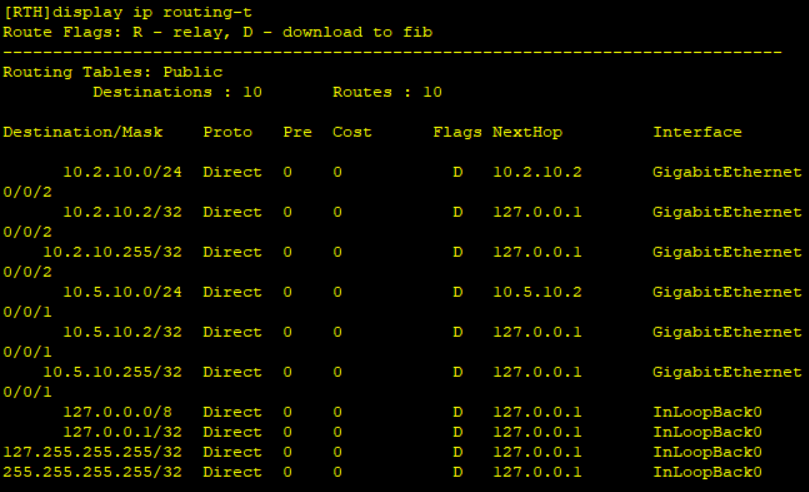 [RTH]display ip routing-t
Route Flags: R - relay, D - download to fib
------------------------------------------------------------------------------
Routing Tables: Public
         Destinations : 10       Routes : 10

Destination/Mask    Proto   Pre  Cost      Flags NextHop         Interface

      10.2.10.0/24  Direct  0    0           D   10.2.10.2       GigabitEthernet
0/0/2
      10.2.10.2/32  Direct  0    0           D   127.0.0.1       GigabitEthernet
0/0/2
    10.2.10.255/32  Direct  0    0           D   127.0.0.1       GigabitEthernet
0/0/2
      10.5.10.0/24  Direct  0    0           D   10.5.10.2       GigabitEthernet
0/0/1
      10.5.10.2/32  Direct  0    0           D   127.0.0.1       GigabitEthernet
0/0/1
    10.5.10.255/32  Direct  0    0           D   127.0.0.1       GigabitEthernet
0/0/1
      127.0.0.0/8   Direct  0    0           D   127.0.0.1       InLoopBack0
      127.0.0.1/32  Direct  0    0           D   127.0.0.1       InLoopBack0
127.255.255.255/32  Direct  0    0           D   127.0.0.1       InLoopBack0
255.255.255.255/32  Direct  0    0           D   127.0.0.1       InLoopBack0